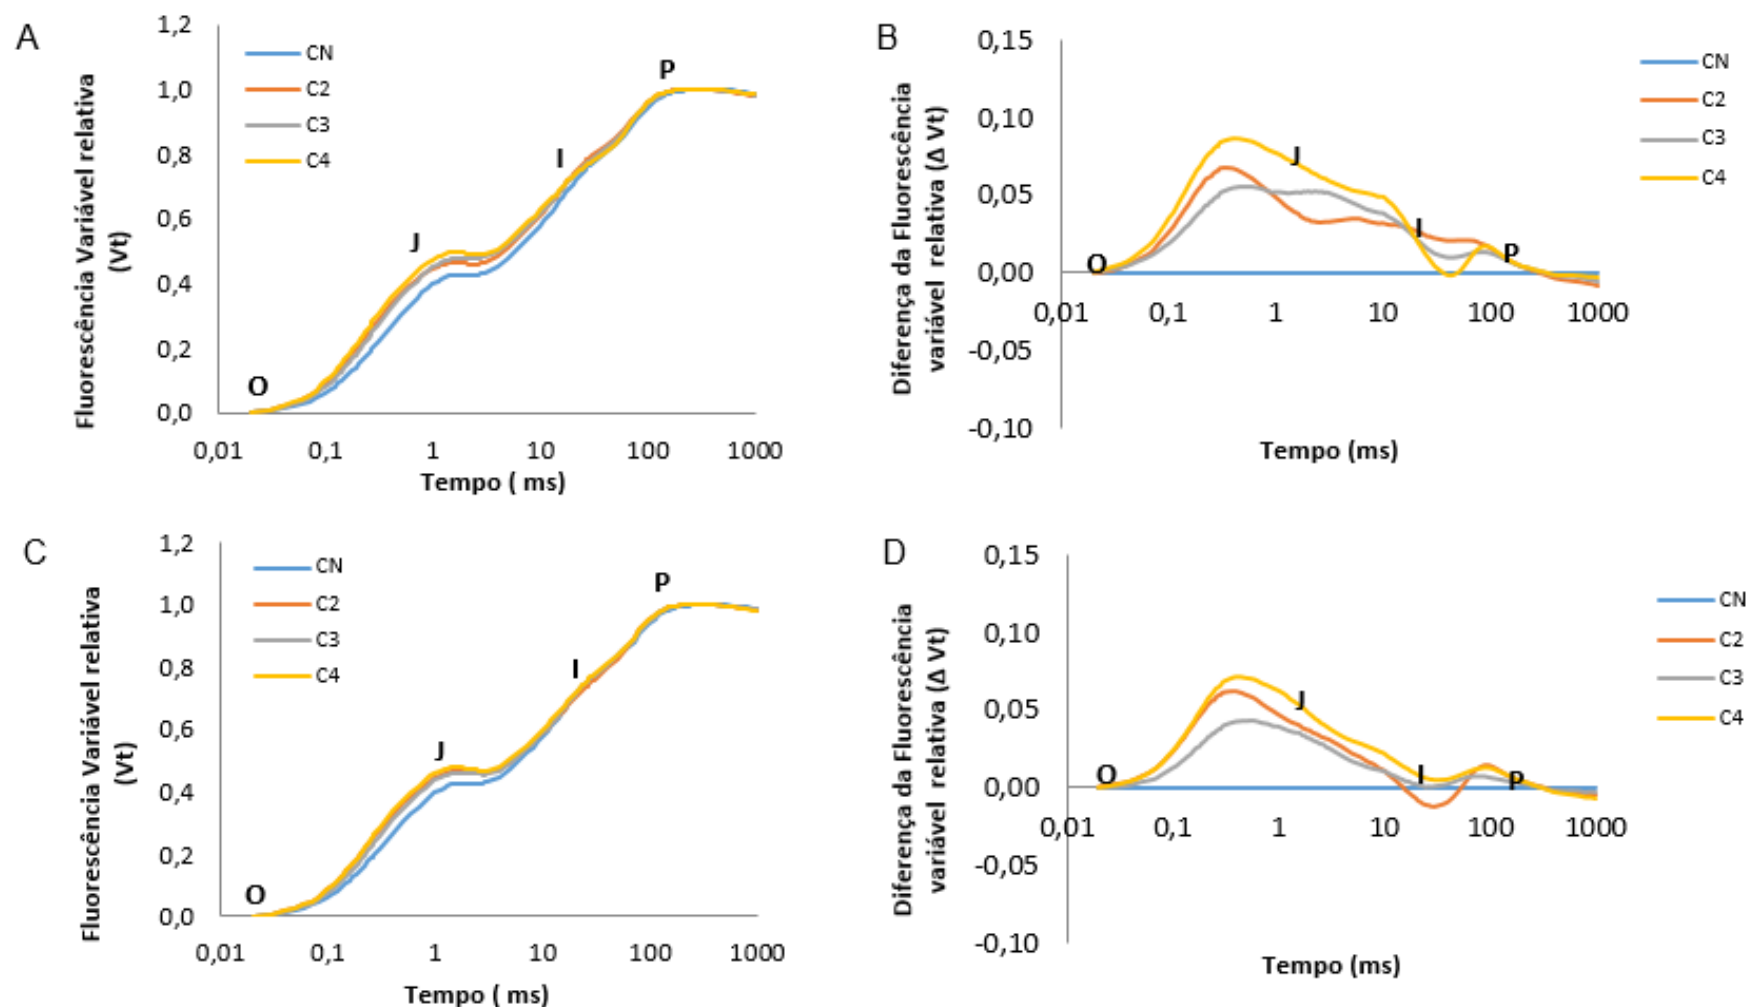 A
1,2
1,0
0,8
0,6
0,4
0,2
0,0
CN
C2
C3
C4
O
J
I
P
0,01 0,1 1 10 100 1000
Tempo ( ms)
Fluorescência Variável relativa
(Vt)
B
0,15
0,10
0,05
0,00
-0,05
-0,10
CN
C2
C3
C4
O
J
I
P
0,01 0,1 1 10 100 1000
Tempo (ms)
Diferença da Fluorescência
variável relativa (Δ Vt)
C
1,2
1,0
0,8
0,6
0,4
0,2
0,0
CN
C2
C3
C4
O
J
I
P
0,01 0,1 1 10 100 1000
Tempo ( ms)
Fluorescência Variável relativa
(Vt)
D
0,15
0,10
0,05
0,00
-0,05
-0,10
CN
C2
C3
C4
O
J
I
P
0,01 0,1 1 10 100 1000
Tempo (ms)
Diferença da Fluorescência
variável relativa (Δ Vt)